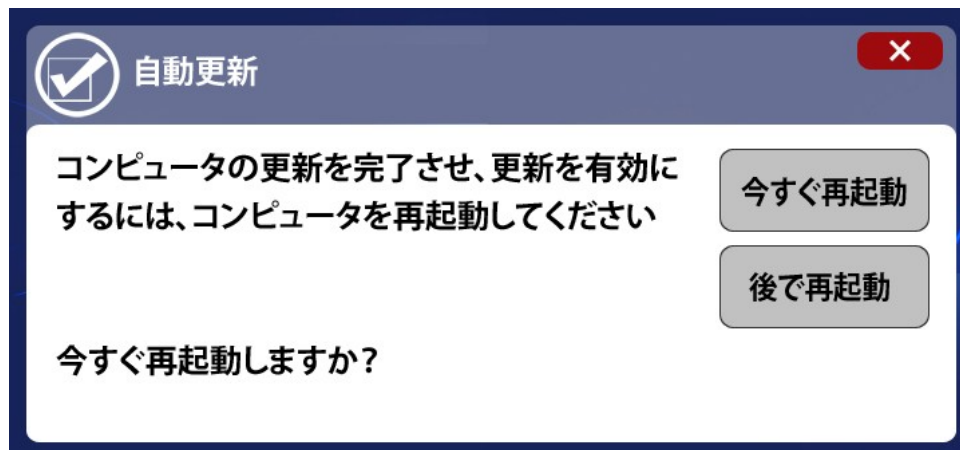 自動更新
コンピュータの更新を完了させ、更新を有効に
するには、コンピュータを再起動してください
今すぐ再起動
後で再起動
今すぐ再起動しますか?